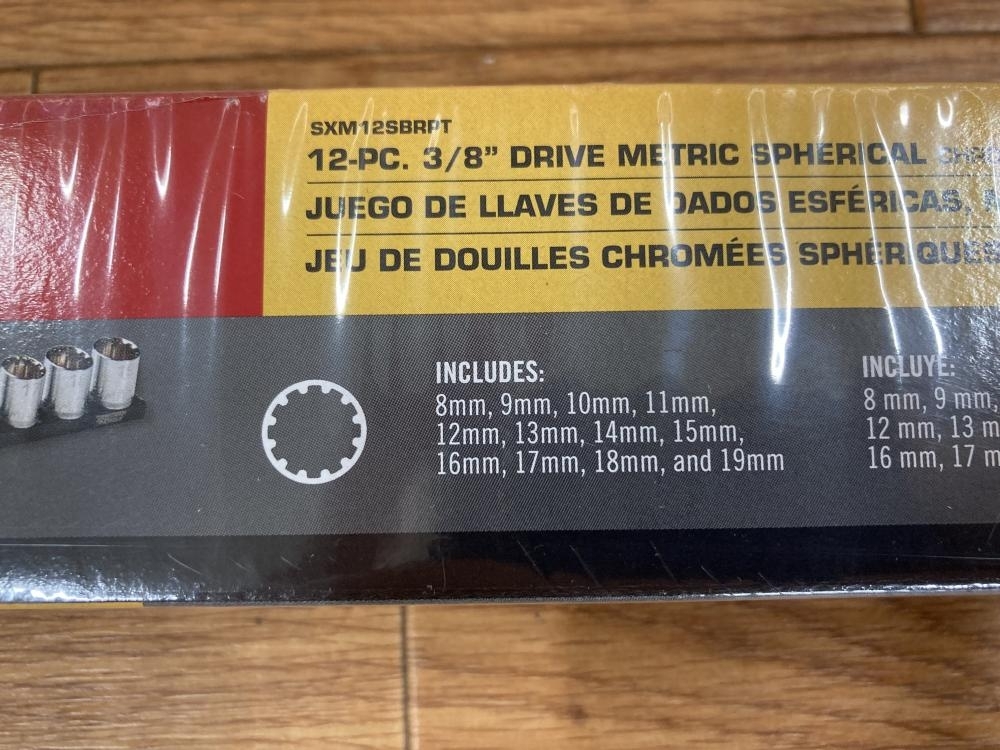 SXM12SBRPT
12-PC. 3/8” DRIVE METRIC SPHERICAL
JUEGO DE LLAVES DE DADOS ESFÉRICAS,
JEU DE DOUILLES CHROMÉES SPHÉRIQUES
INCLUDES:
8mm, 9mm, 10mm, 11mm,
12mm, 13mm, 14mm, 15mm,
16mm, 17mm, 18mm, and 19mm
INCLUYE:
8 mm, 9 mm,
12 mm, 13 m
16 mm, 17 m